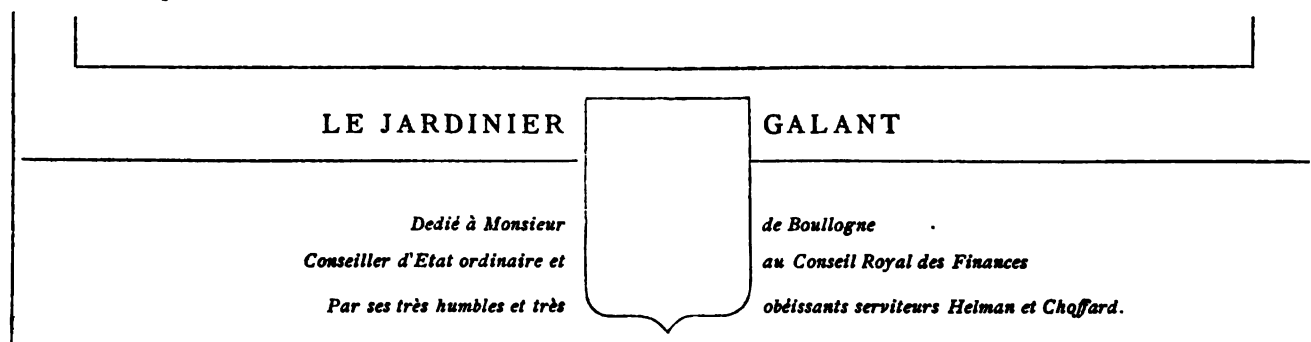 LE JARDINIER GALANT
Dedié à Monsieur de Boullogne
Conseiller d'Etat ordinaire et au Conseil Royal des Finances
Par ses très humbles et très obéissants serviteurs Helman et Choffard.